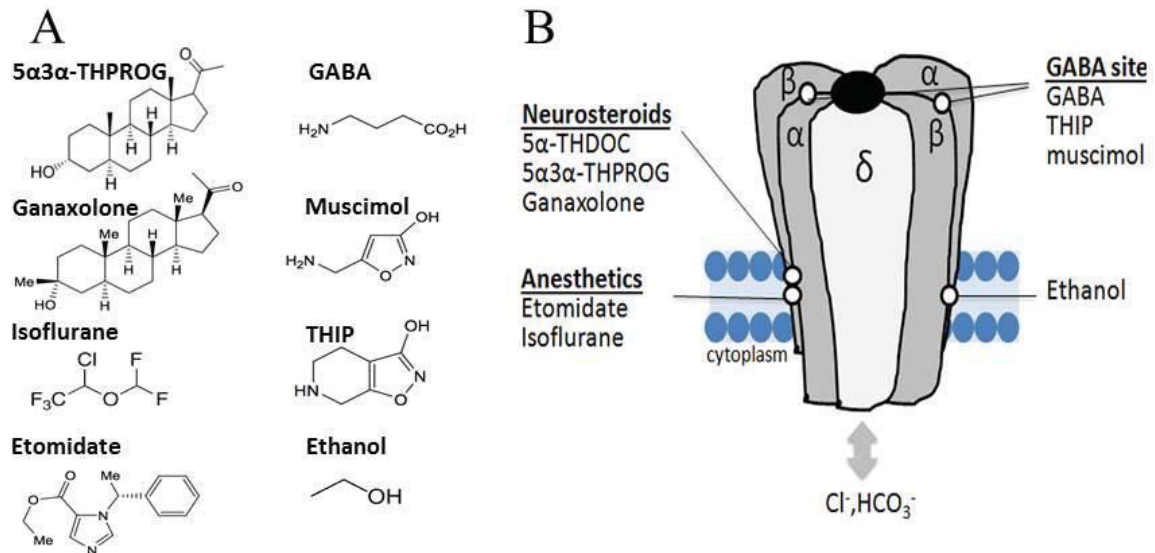 A
5α3α-THPROG
O
H
H
H
HO
H
GABA
H2N
CO2H
Ganaxolone
Me
O
Me
H
H
H
Me
HO
H
Muscimol
OH
H2N
N
O
Isoflurane
Cl
F
F3C
O
F
THIP
OH
HN
N
O
Etomidate
O
Me
O
N
Me
N
Ethanol
OH
B
Neurosteroids
5α-THDOC
5α3α-THPROG
Ganaxolone
Anesthetics
Etomidate
Isoflurane
β
α
α
β
δ
GABA site
GABA
THIP
muscimol
Ethanol
cytoplasm
Cl-,HCO3-